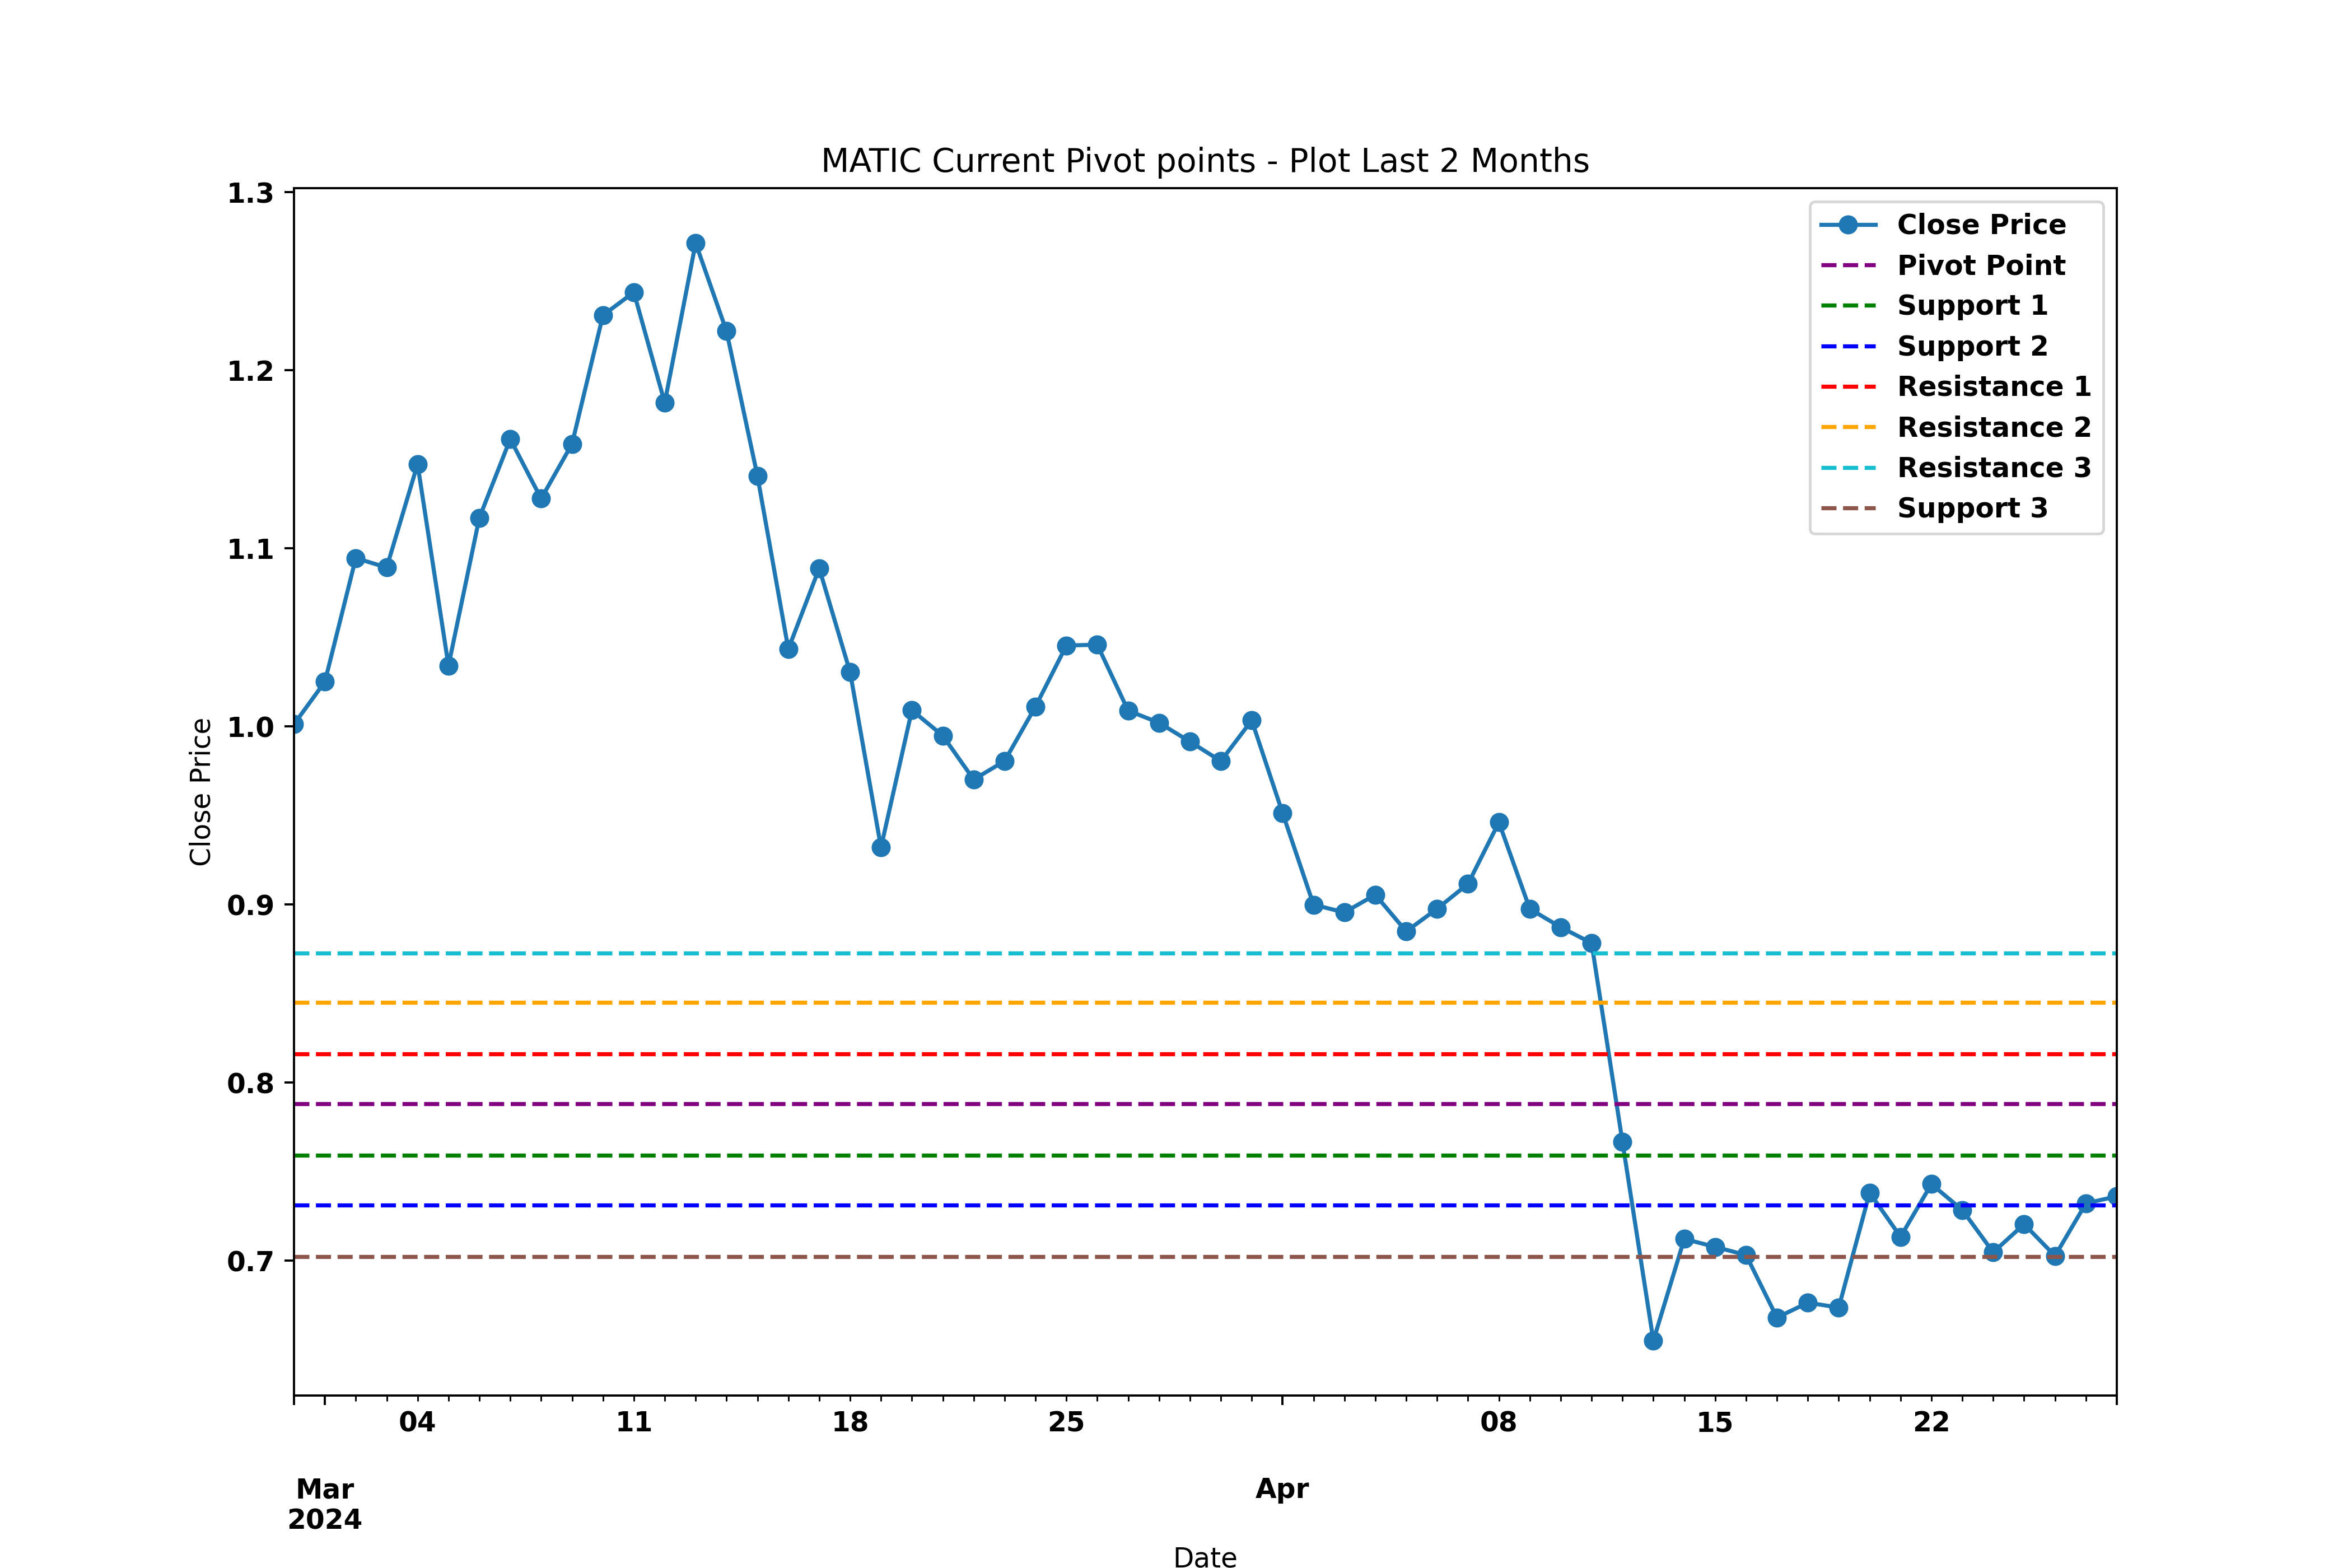 MATIC Current Pivot points - Plot Last 2 Months
1.3
1.2
1.1
1.0
0.9
0.8
0.7
Close Price
Close Price
Pivot Point
Support 1
Support 2
Resistance 1
Resistance 2
Resistance 3
Support 3
04 11 18 25 08 15 22
Mar Apr
2024
Date